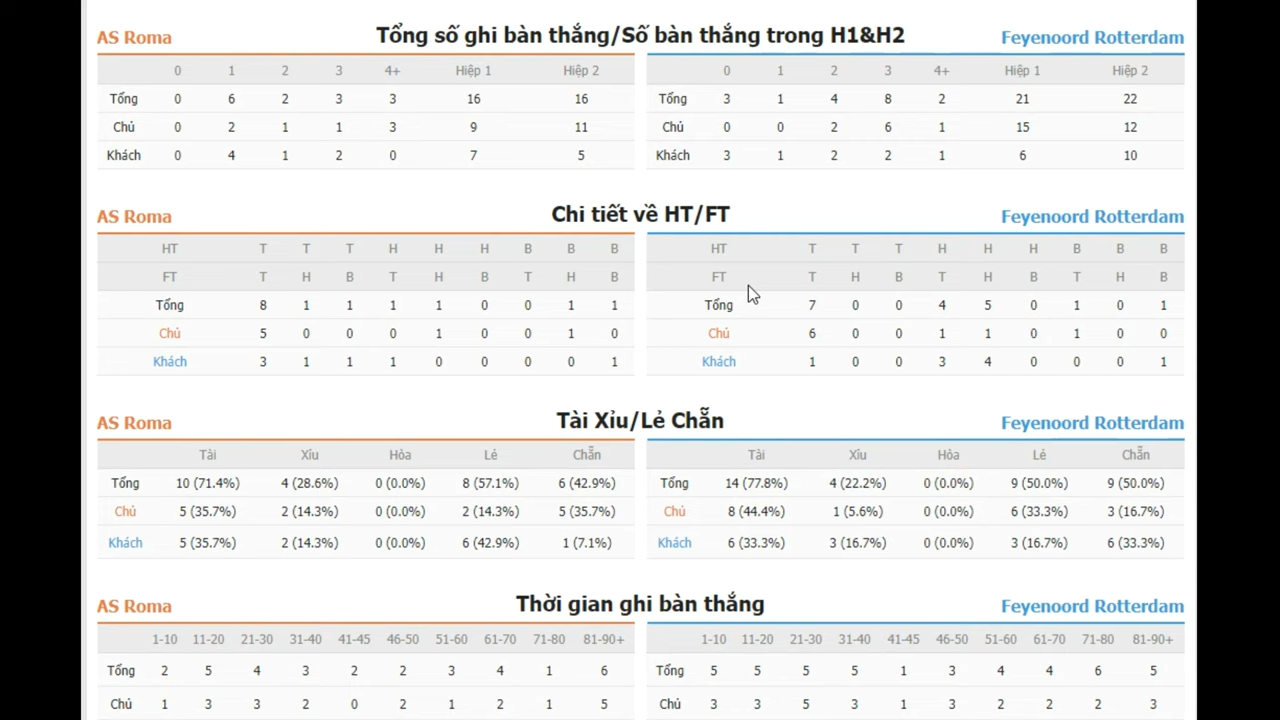 AS Roma Tổng số ghi bàn thắng/Số bàn thắng trong H1&H2 Feyenoord Rotterdam
0 1 2 3 4+ Hiệp 1 Hiệp 2 0 1 2 3 4+ Hiệp 1 Hiệp 2
Tổng 0 6 2 3 3 16 16 Tổng 3 1 4 8 2 21 22
Chủ 0 2 1 1 3 9 11 Chủ 0 0 2 6 1 15 12
Khách 0 4 1 2 0 7 5 Khách 3 1 2 2 1 6 10
AS Roma Chi tiết về HT/FT Feyenoord Rotterdam
HT T T T H H H B B B HT T T T H H H B B B
FT T H B T H B T H B FT T H B T H B T H B
Tổng 8 1 1 1 1 0 0 1 1 Tổng 7 0 0 4 5 0 1 0 1
Chủ 5 0 0 0 1 0 0 1 0 Chủ 6 0 0 1 1 0 1 0 0
Khách 3 1 1 1 0 0 0 0 1 Khách 1 0 0 3 4 0 0 0 1
AS Roma Tài Xỉu/Lẻ Chẵn Feyenoord Rotterdam
Tài Xíu Hòa Lẻ Chẵn Tài Xíu Hòa Lẻ Chẵn
Tổng 10 (71.4%) 4 (28.6%) 0 (0.0%) 8 (57.1%) 6 (42.9%) Tổng 14 (77.8%) 4 (22.2%) 0 (0.0%) 9 (50.0%) 9 (50.0%)
Chủ 5 (35.7%) 2 (14.3%) 0 (0.0%) 2 (14.3%) 5 (35.7%) Chủ 8 (44.4%) 1 (5.6%) 0 (0.0%) 6 (33.3%) 3 (16.7%)
Khách 5 (35.7%) 2 (14.3%) 0 (0.0%) 6 (42.9%) 1 (7.1%) Khách 6 (33.3%) 3 (16.7%) 0 (0.0%) 3 (16.7%) 6 (33.3%)
AS Roma Thời gian ghi bàn thắng Feyenoord Rotterdam
1-10 11-20 21-30 31-40 41-45 46-50 51-60 61-70 71-80 81-90+ 1-10 11-20 21-30 31-40 41-45 46-50 51-60 61-70 71-80 81-90+
Tổng 2 5 4 3 2 2 3 4 1 6 Tổng 5 5 5 5 1 3 4 4 6 5
Chủ 1 3 3 2 0 2 1 2 1 5 Chủ 3 3 5 3 1 3 2 2 2 3